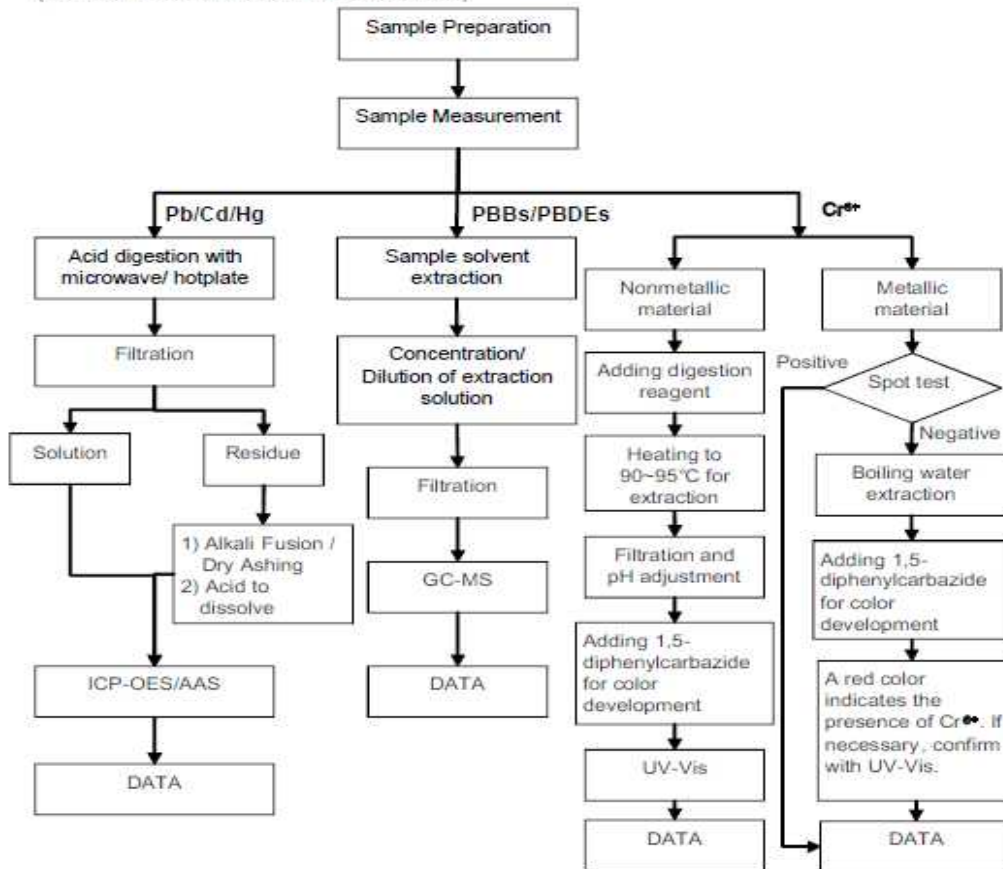 Sample Preparation
Sample Measurement
Pb/Cd/Hg
Acid digestion with
microwave/ hotplate
Filtration
Solution
Residue
1) Alkali Fusion /
Dry Ashing
2) Acid to
dissolve
ICP-OES/AAS
DATA
PBBs/PBDEs
Sample solvent
extraction
Concentration/
Dilution of extraction
solution
Filtration
GC-MS
DATA
Cr⁶⁺
Nonmetallic
material
Adding digestion
reagent
Heating to
90~95℃ for
extraction
Filtration and
pH adjustment
Adding 1,5-
diphenylcarbazide
for color
development
UV-Vis
DATA
Metallic
material
Spot test
Positive
Negative
Boiling water
extraction
Adding 1,5-
diphenylcarbazide
for color
development
A red color
indicates the
presence of Cr⁶⁺. If
necessary, confirm
with UV-Vis.
DATA